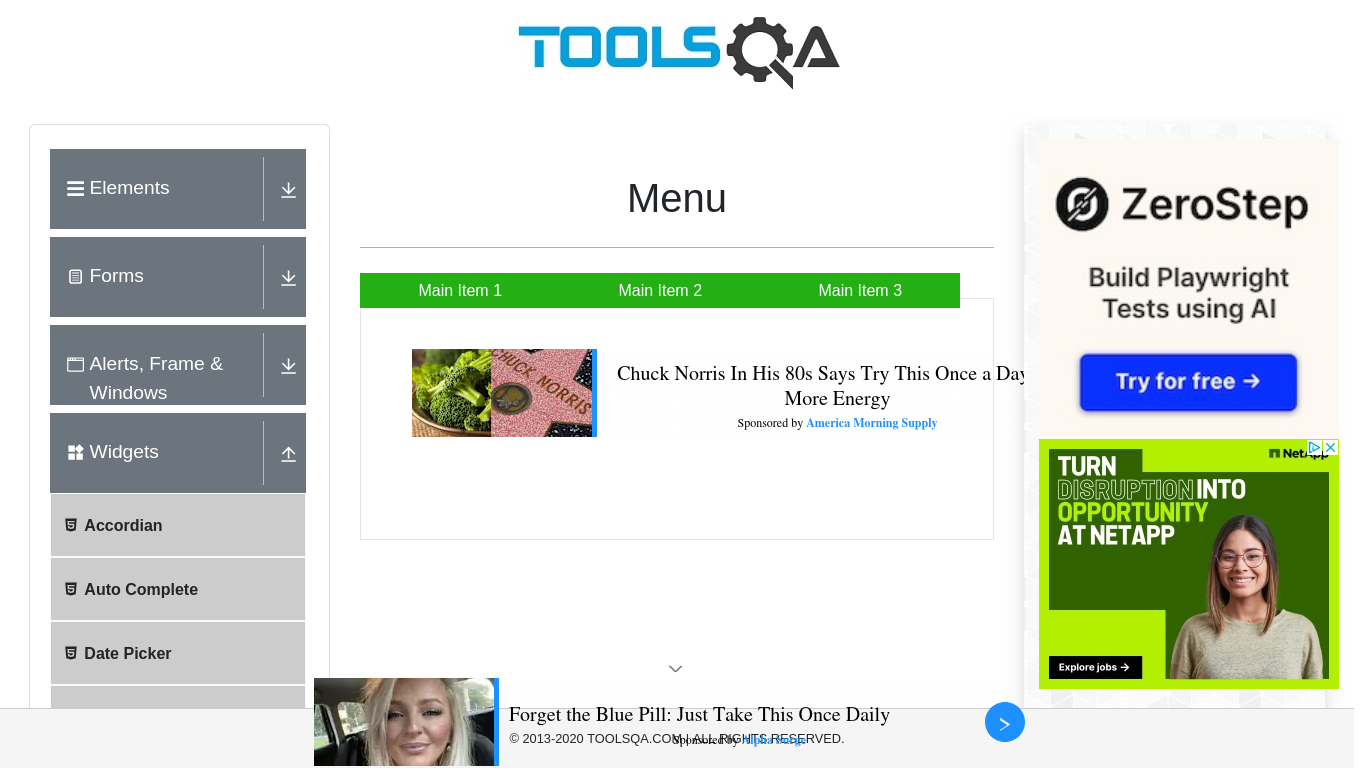 TOOLSQA
Elements
Forms
Alerts, Frame &
Windows
Widgets
Accordian
Auto Complete
Date Picker
Menu
Main Item 1
Main Item 2
Main Item 3
CHUCK NORRIS
Chuck Norris In His 80s Says Try This Once a Day
More Energy
Sponsored by America Morning Supply
ZeroStep
Build Playwright
Tests using AI
Try for free →
NetApp
TURN
DISRUPTION INTO
OPPORTUNITY
AT NETAPP
Explore jobs →
Forget the Blue Pill: Just Take This Once Daily
Sponsored by
© 2013-2020 TOOLSQA.COM | ALL RIGHTS RESERVED.